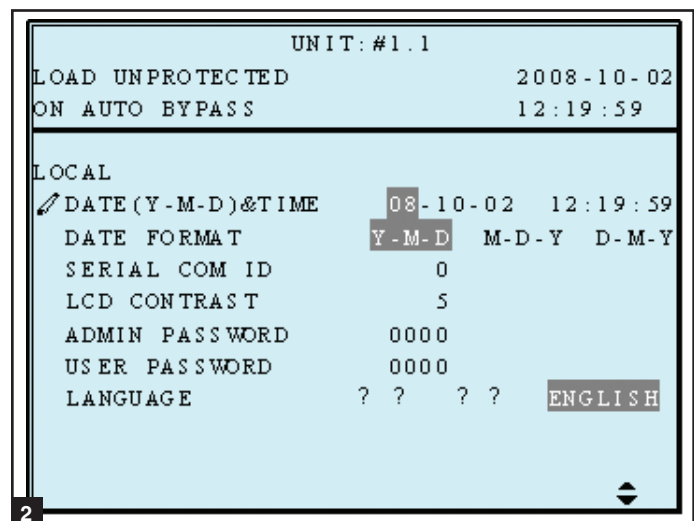 UNIT:#1.1
LOAD UNPROTECTED 2008-10-02
ON AUTO BYPASS 12:19:59
LOCAL
DATE(Y-M-D)&TIME 08-10-02 12:19:59
DATE FORMAT Y-M-D M-D-Y D-M-Y
SERIAL COM ID 0
LCD CONTRAST 5
ADMIN PASSWORD 0000
USER PASSWORD 0000
LANGUAGE ? ? ? ? ENGLISH
2